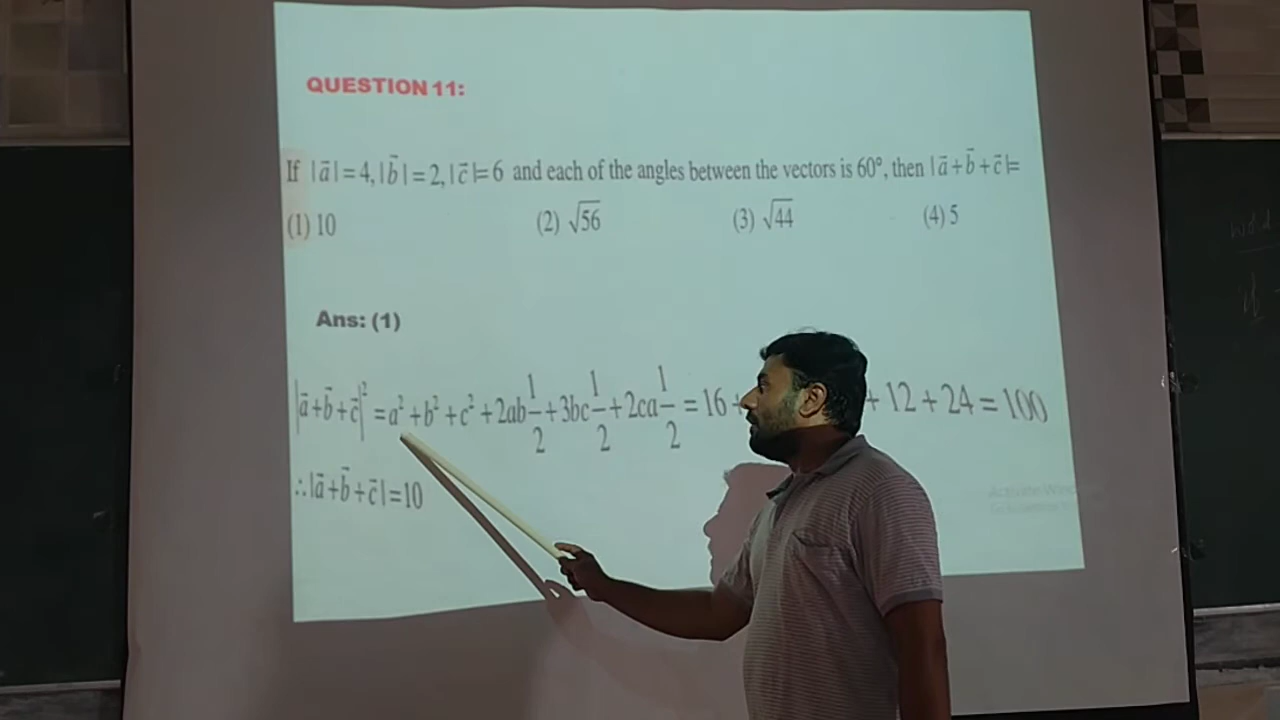 QUESTION 11:
If |a̅|=4,|b̅|=2,|c̅|=6 and each of the angles between the vectors is 60°, then |a̅+b̅+c̅|=
(1) 10 (2) √56 (3) √44 (4) 5
Ans: (1)
|a̅+b̅+c̅|² =a² +b² +c² +2ab 1/2 +3bc 1/2 +2ca 1/2 =16 + 12+24=100
∴|a̅+b̅+c̅|=10